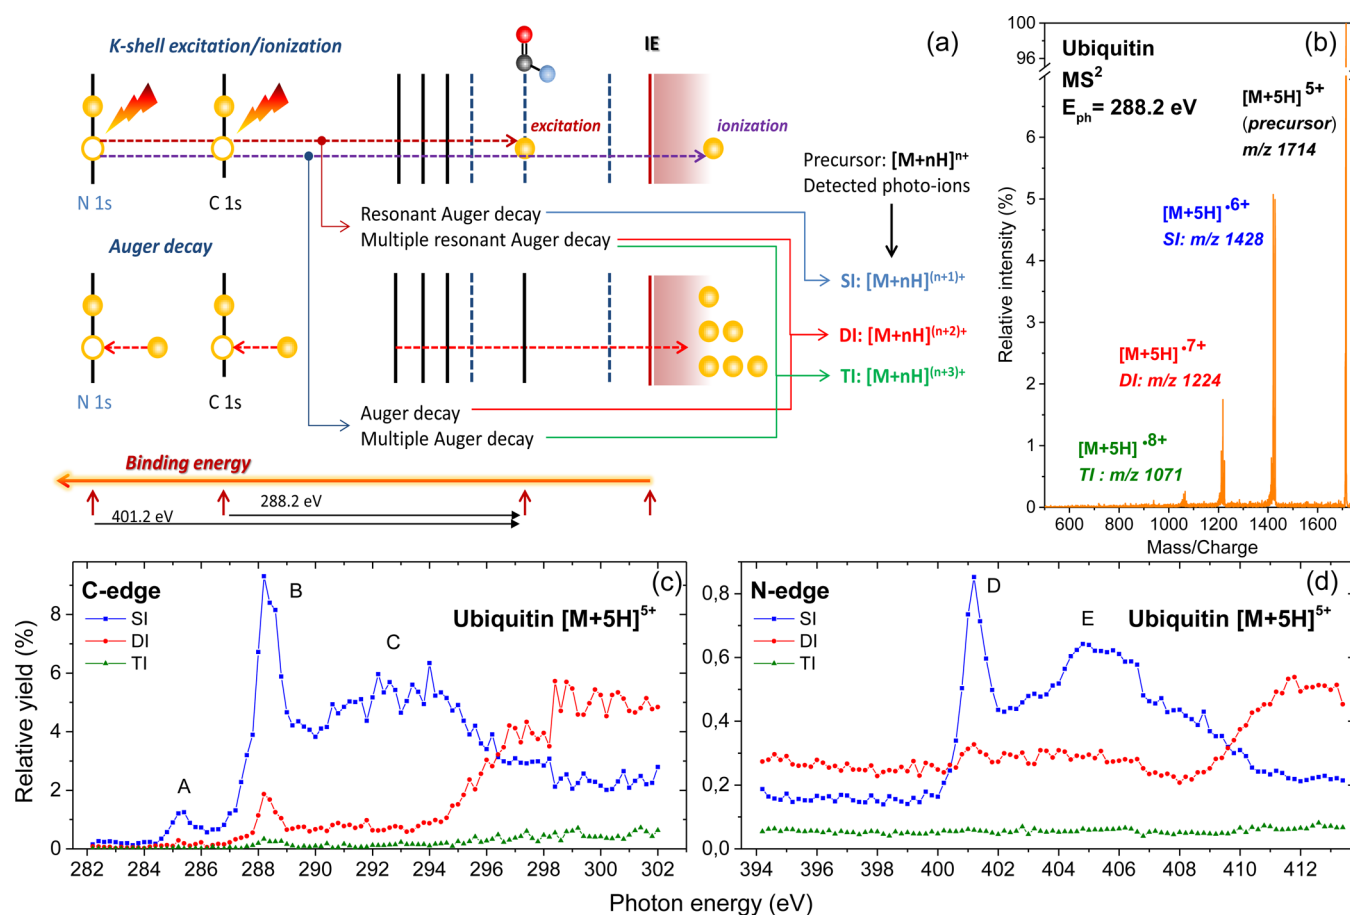 K-shell excitation/ionization
IE
(a)
excitation
ionization
N 1s
C 1s
Precursor: [M+nH]ⁿ⁺
Detected photo-ions
Resonant Auger decay
Multiple resonant Auger decay
Auger decay
SI: [M+nH]⁽ⁿ⁺¹⁾⁺
DI: [M+nH]⁽ⁿ⁺²⁾⁺
TI: [M+nH]⁽ⁿ⁺³⁾⁺
N 1s
C 1s
Auger decay
Multiple Auger decay
Binding energy
288.2 eV
401.2 eV
(b)
Ubiquitin
MS²
E_ph= 288.2 eV
[M+5H]⁵⁺
(precursor)
m/z 1714
[M+5H]•⁶⁺
SI: m/z 1428
[M+5H]•⁷⁺
DI: m/z 1224
[M+5H]•⁸⁺
TI : m/z 1071
Relative intensity (%)
100
96
6
5
4
3
2
1
0
600 800 1000 1200 1400 1600
Mass/Charge
(c)
C-edge
SI
DI
TI
Ubiquitin [M+5H]⁵⁺
A
B
C
Relative yield (%)
8
6
4
2
0
282 284 286 288 290 292 294 296 298 300 302
(d)
N-edge
SI
DI
TI
Ubiquitin [M+5H]⁵⁺
D
E
0,8
0,6
0,4
0,2
0,0
394 396 398 400 402 404 406 408 410 412
Photon energy (eV)